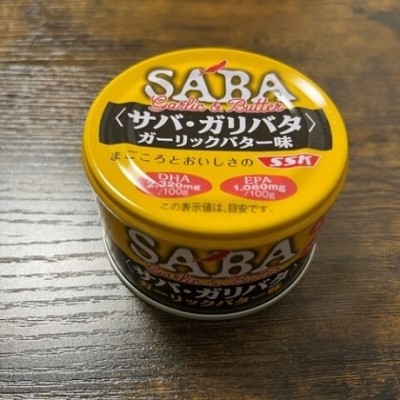 SABA
Garlic & Butter
〈サバ・ガリバタ〉
ガーリックバター味
まごころとおいしさの SSK
DHA EPA
2,320mg 1,060mg
/100g /100g
この表示値は、目安です。
SABA
Garlic & Butter
〈サバ・ガリバタ〉
ガーリックバター味